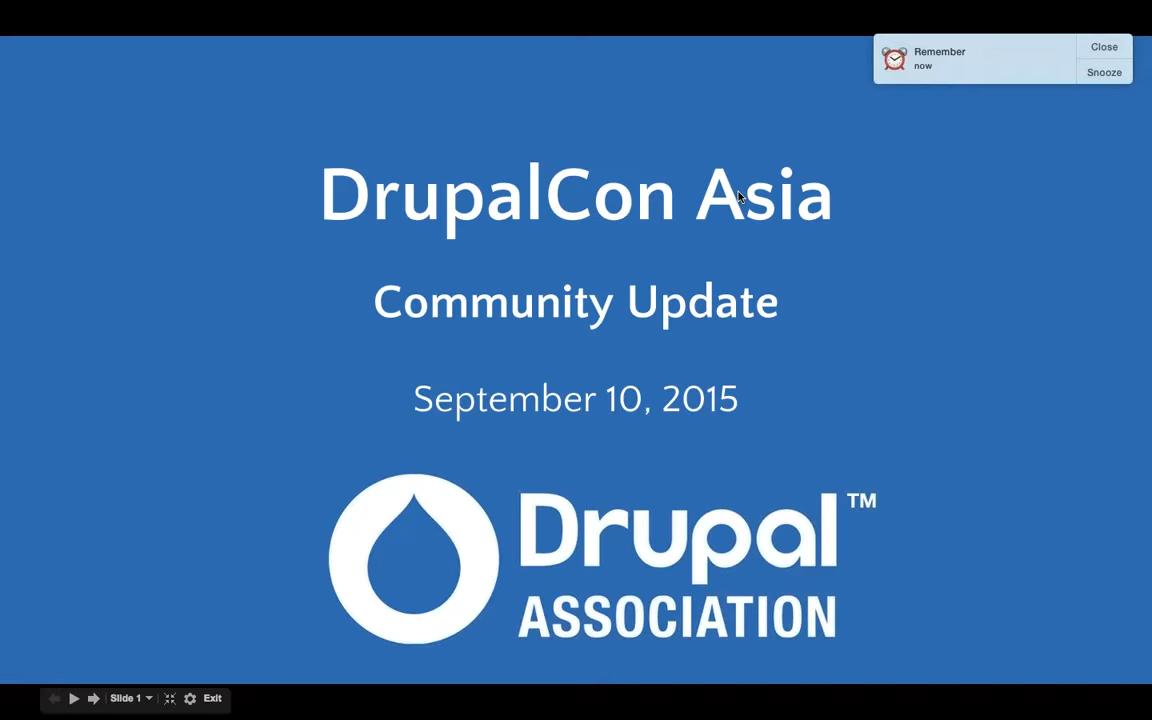 Remember
now
Close
Snooze
DrupalCon Asia
Community Update
September 10, 2015
Drupal™
ASSOCIATION
Slide 1
Exit